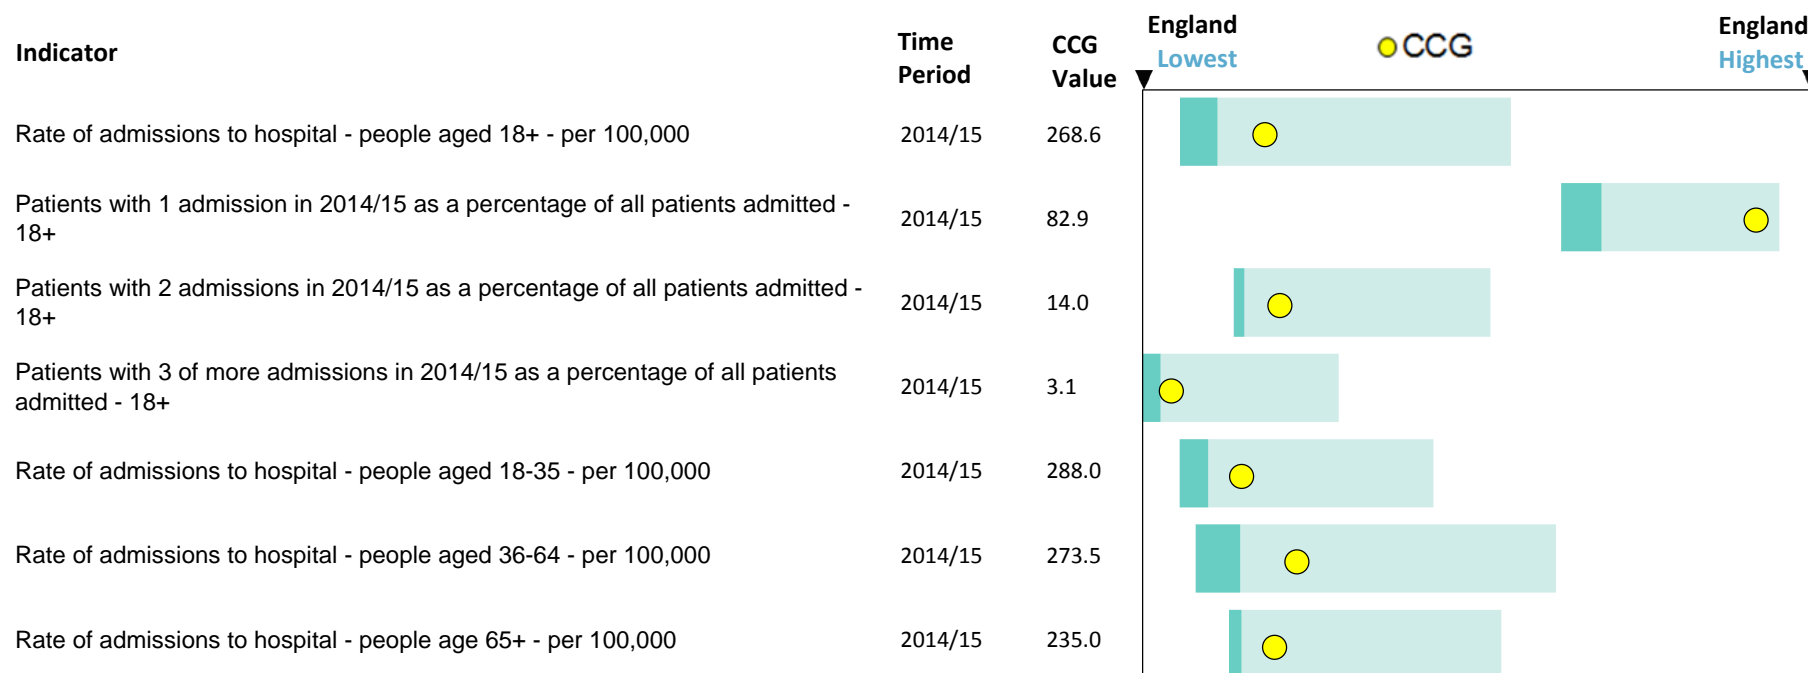 Indicator
Time
Period
CCG
Value
England
Lowest
CCG
England
Highest
Rate of admissions to hospital - people aged 18+ - per 100,000 2014/15 268.6
Patients with 1 admission in 2014/15 as a percentage of all patients admitted -
18+
2014/15 82.9
Patients with 2 admissions in 2014/15 as a percentage of all patients admitted -
18+
2014/15 14.0
Patients with 3 of more admissions in 2014/15 as a percentage of all patients
admitted - 18+
2014/15 3.1
Rate of admissions to hospital - people aged 18-35 - per 100,000 2014/15 288.0
Rate of admissions to hospital - people aged 36-64 - per 100,000 2014/15 273.5
Rate of admissions to hospital - people age 65+ - per 100,000 2014/15 235.0